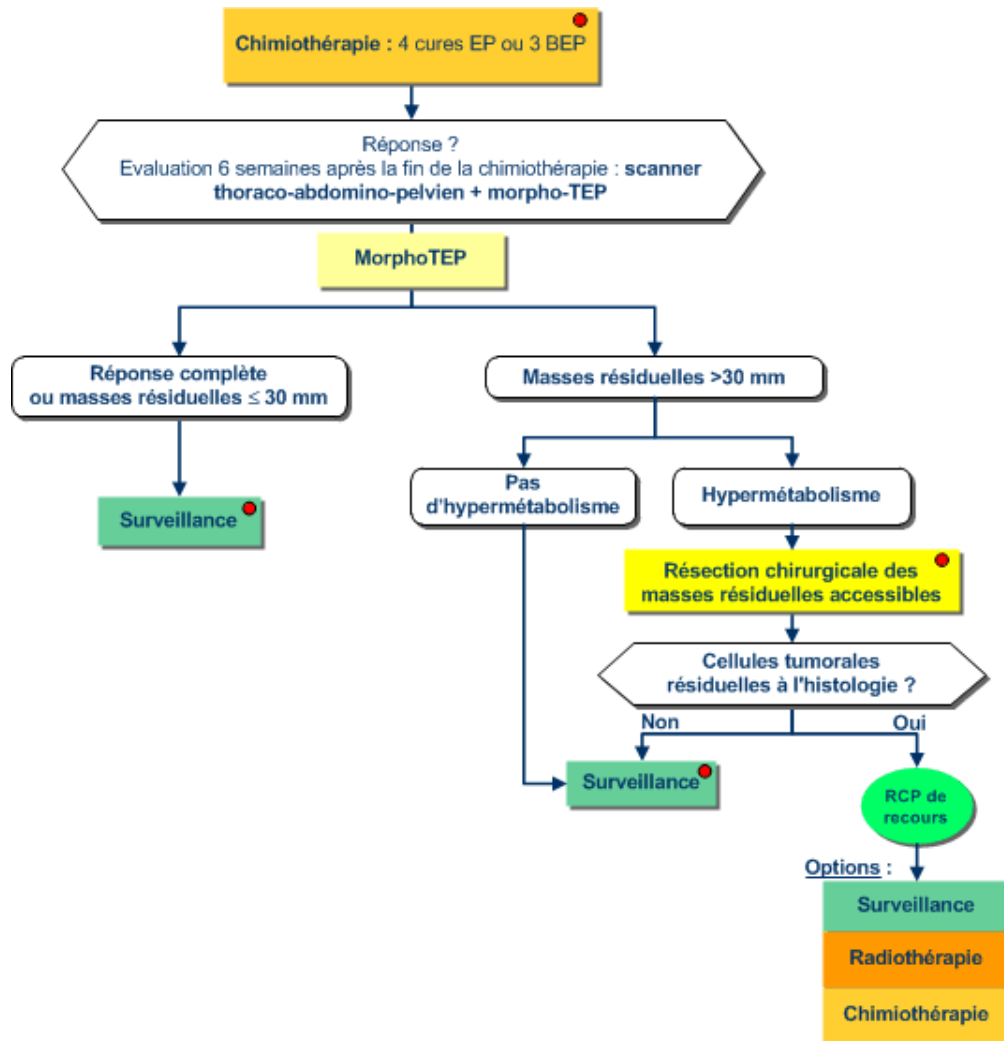 Chimiothérapie : 4 cures EP ou 3 BEP
Réponse ?
Evaluation 6 semaines après la fin de la chimiothérapie : scanner
thoraco-abdomino-pelvien + morpho-TEP
MorphoTEP
Réponse complète
ou masses résiduelles ≤ 30 mm
Masses résiduelles >30 mm
Pas
d'hypermétabolisme
Hypermétabolisme
Surveillance
Résection chirurgicale des
masses résiduelles accessibles
Cellules tumorales
résiduelles à l'histologie ?
Non
Oui
Surveillance
RCP de
recours
Options :
Surveillance
Radiothérapie
Chimiothérapie